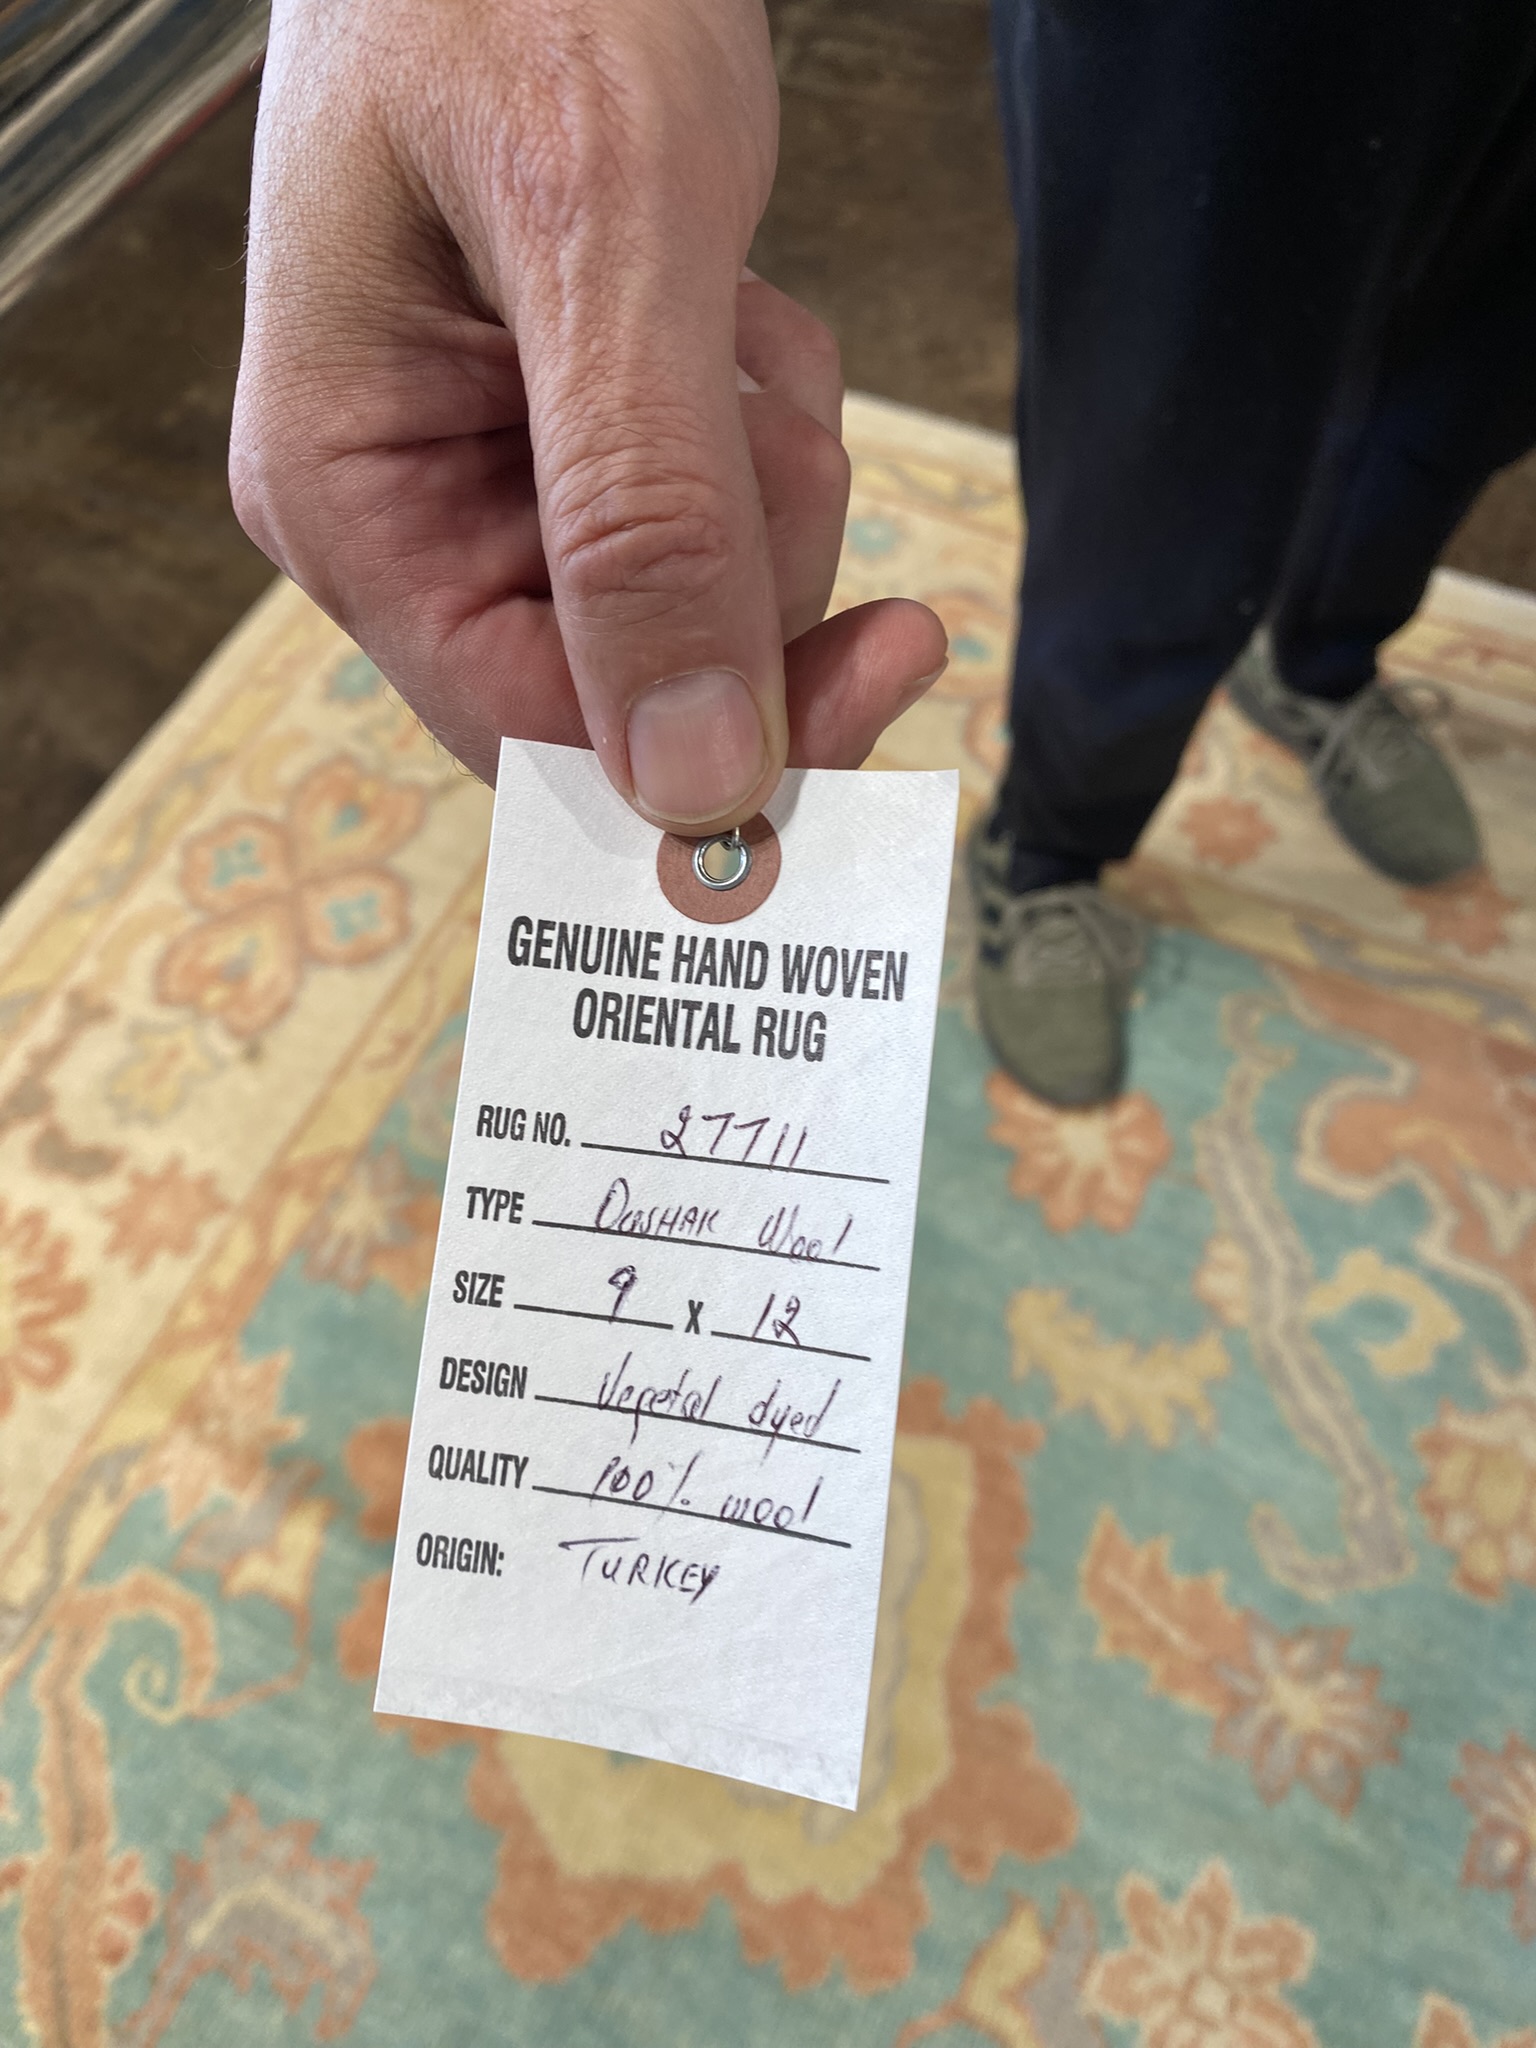 GENUINE HAND WOVEN
ORIENTAL RUG
RUG NO. 27711
TYPE Wool
SIZE 9 X 12
DESIGN Vegetal dyed
QUALITY 100% wool
ORIGIN: TURKEY